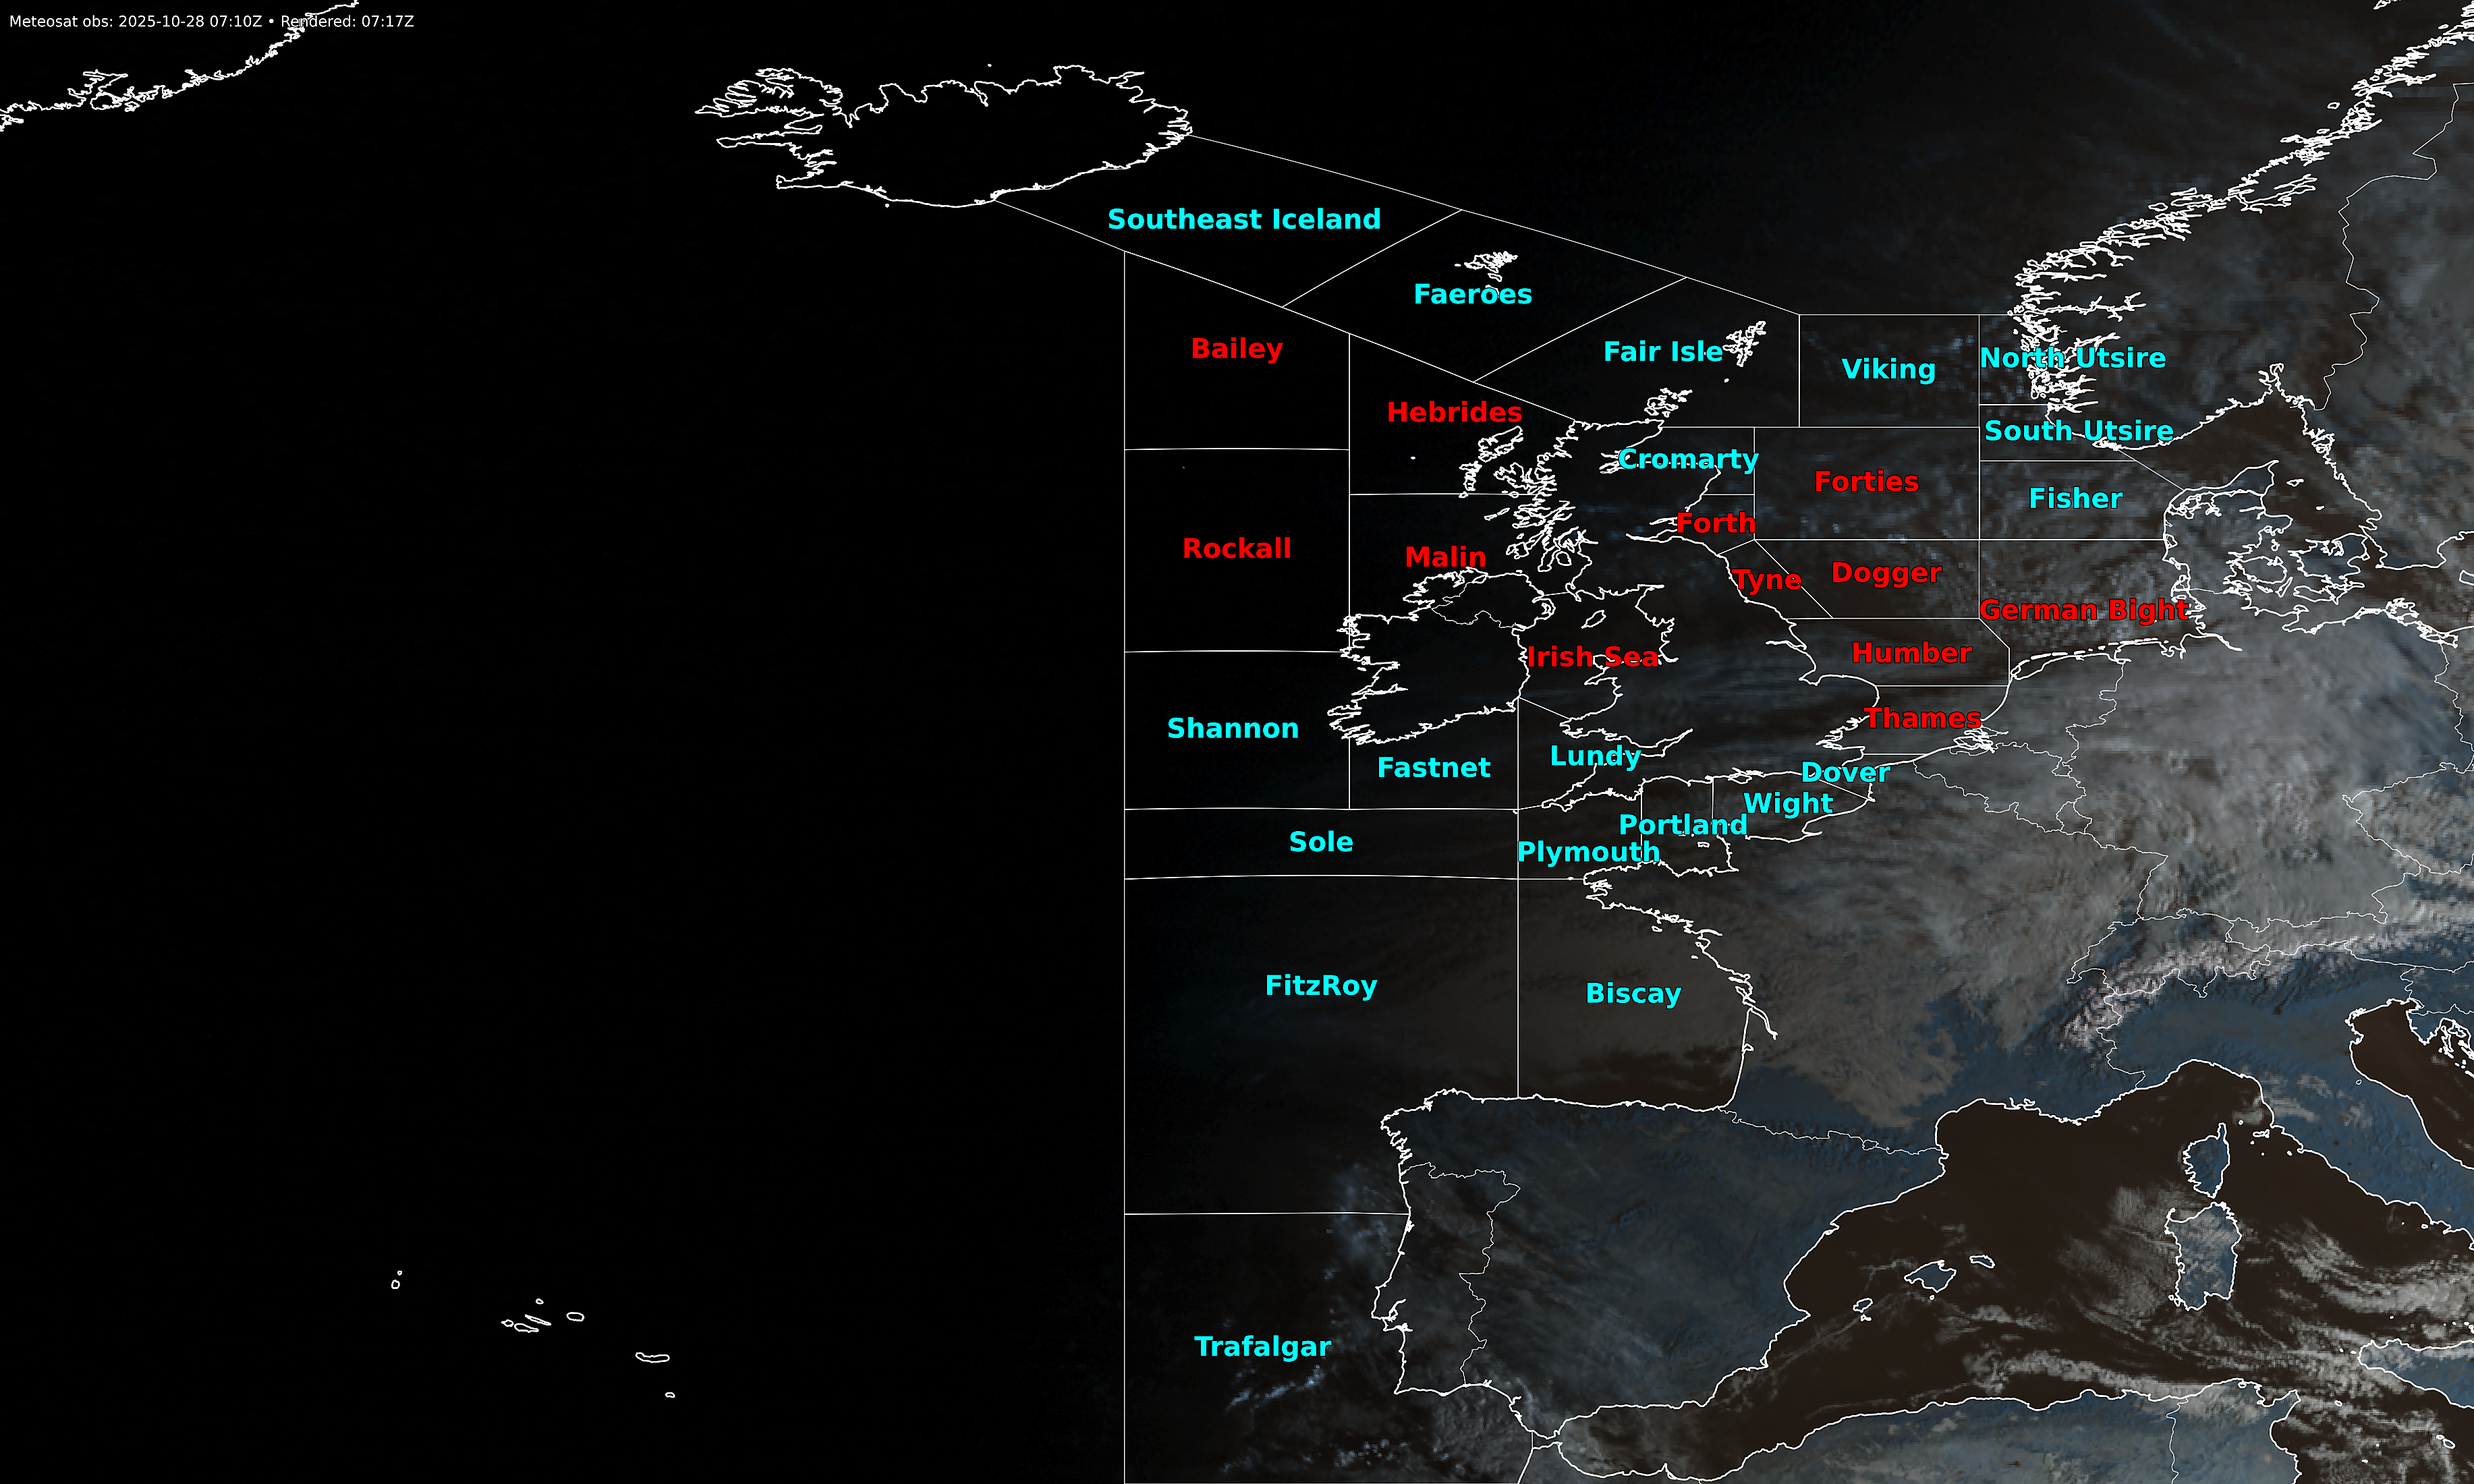 Meteosat obs: 2025-10-28 07:10Z • Rendered: 07:17Z
Southeast Iceland
Faeroes
Bailey
Fair Isle
North Utsire
Viking
Hebrides
South Utsire
Cromarty
Forties
Fisher
Forth
Rockall
Malin
Dogger
Tyne
German Bight
Humber
Irish Sea
Thames
Shannon
Lundy
Fastnet
Dover
Wight
Portland
Sole
Plymouth
FitzRoy
Biscay
Trafalgar